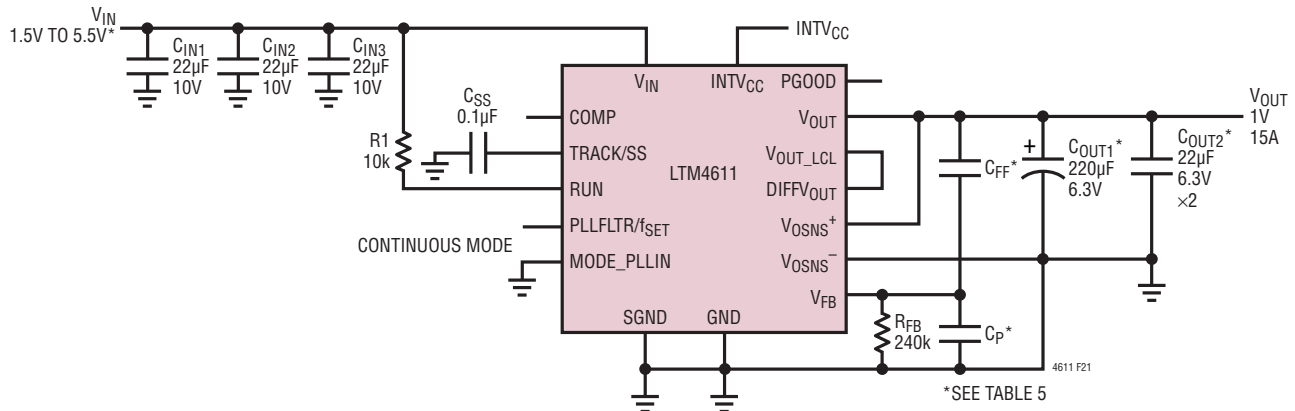 V_IN
1.5V TO 5.5V*
C_IN1
22µF
10V
C_IN2
22µF
10V
C_IN3
22µF
10V
R1
10k
C_SS
0.1µF
CONTINUOUS MODE
V_IN
INTV_CC
INTV_CC
COMP
TRACK/SS
RUN
PLLFLTR/f_SET
MODE_PLLIN
LTM4611
PGOOD
V_OUT
V_OUT_LCL
DIFFV_OUT
V_OSNS⁺
V_OSNS⁻
V_FB
SGND
GND
R_FB
240k
C_FF*
C_P*
+
C_OUT1*
220µF
6.3V
C_OUT2*
22µF
6.3V
×2
V_OUT
1V
15A
4611 F21
*SEE TABLE 5